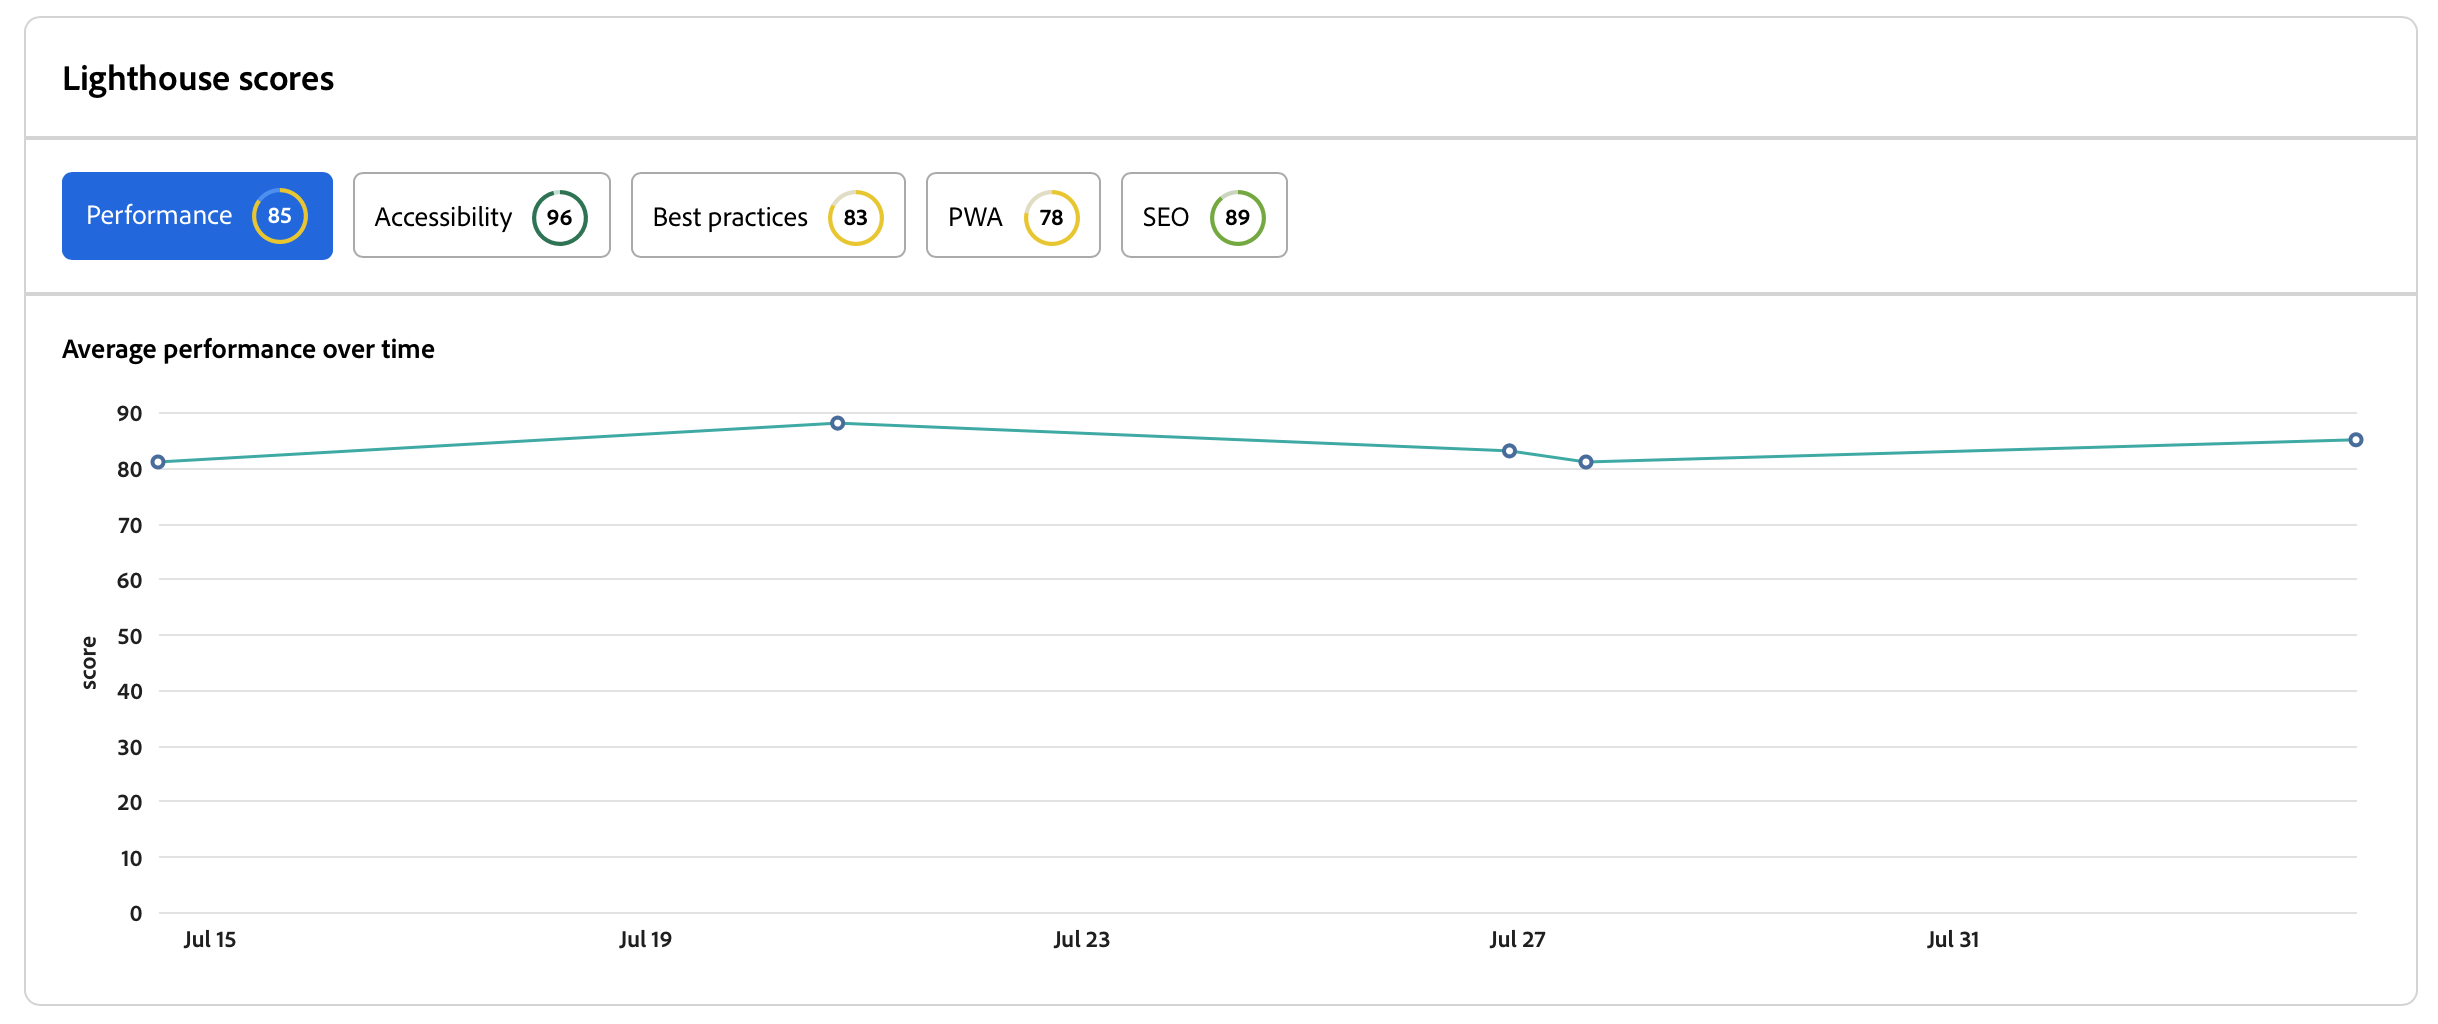 Lighthouse scores
Performance 85
Accessibility 96
Best practices 83
PWA 78
SEO 89
Average performance over time
90
80
70
60
50
40
30
20
10
0
score
Jul 15 Jul 19 Jul 23 Jul 27 Jul 31